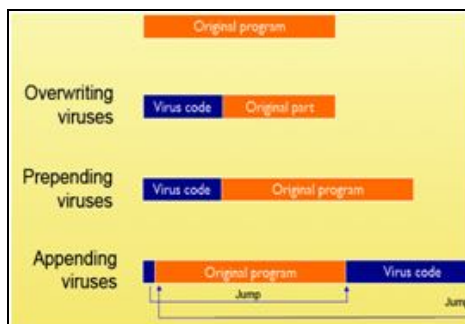 Original program
Overwriting
viruses
Virus code Original part
Prepending
viruses
Virus code Original program
Appending
viruses
Original program Virus code
Jump
Jump